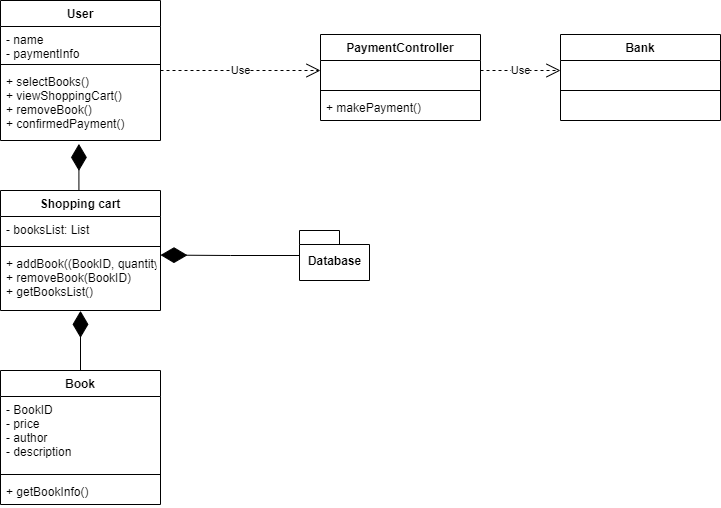 User
- name
- paymentInfo
+ selectBooks()
+ viewShoppingCart()
+ removeBook()
+ confirmedPayment()
Use
PaymentController
+ makePayment()
Use
Bank
Shopping cart
- booksList: List
+ addBook((BookID, quantity
+ removeBook(BookID)
+ getBooksList()
Database
Book
- BookID
- price
- author
- description
+ getBookInfo()